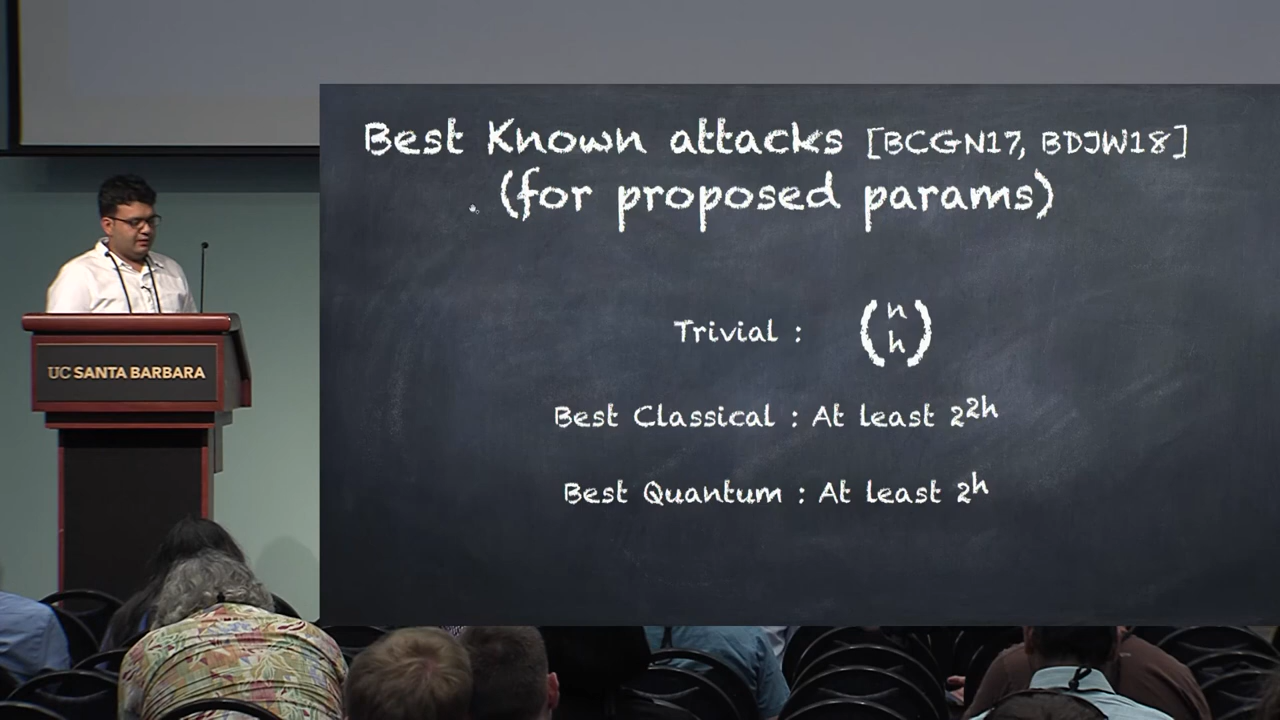 Best Known attacks [BCGN17, BDJW18]
(for proposed params)
Trivial : (n h)
Best Classical : At least 2^2h
Best Quantum : At least 2^h
UC SANTA BARBARA